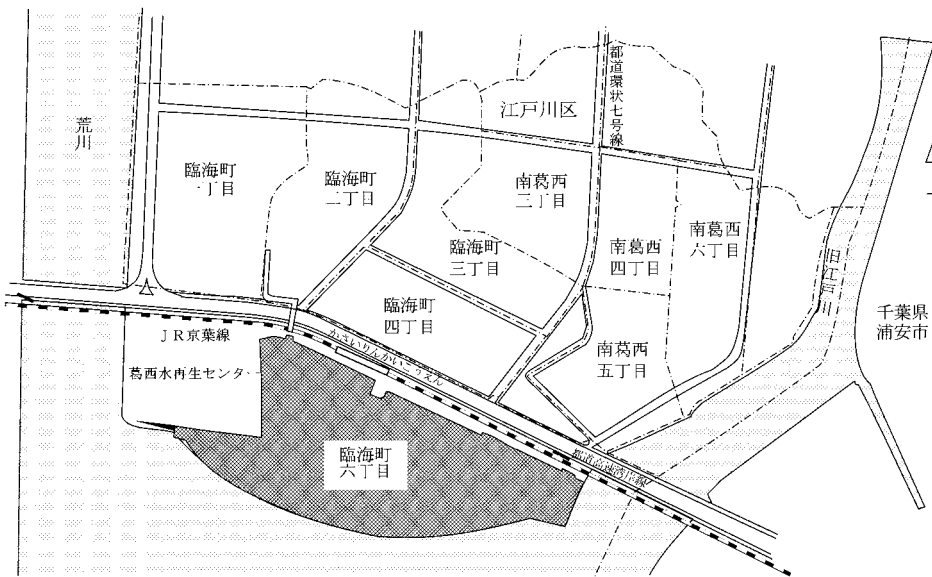 荒川
江戸川区
都道環状七号線
臨海町
一丁目
臨海町
二丁目
南葛西
三丁目
臨海町
三丁目
南葛西
四丁目
南葛西
六丁目
旧江戸川
千葉県
浦安市
臨海町
四丁目
南葛西
五丁目
JR京葉線
かさいりんかいこうえん
葛西水再生センター
臨海町
六丁目
首都高速湾岸線